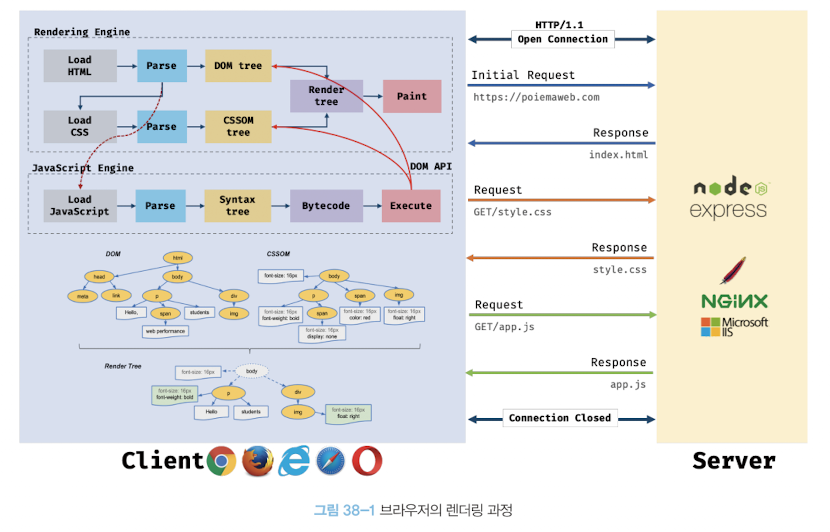 Rendering Engine
Load
HTML
Parse
DOM tree
Render
tree
Paint
Load
CSS
Parse
CSSOM
tree
JavaScript Engine
DOM API
Load
JavaScript
Parse
Syntax
tree
Bytecode
Execute
DOM
html
head
body
meta
link
p
div
Hello,
span
students
img
web performance
CSSOM
font-size: 16px
body
p
span
img
font-size: 16px
font-weight: bold
span
font-size: 16px
color: red
font-size: 16px
float: right
font-size: 16px
display: none
Render Tree
font-size: 16px
body
font-size: 16px
font-weight: bold
p
div
Hello
students
img
font-size: 16px
float: right
HTTP/1.1
Open Connection
Initial Request
https://poiemaweb.com
Response
index.html
Request
GET/style.css
Response
style.css
Request
GET/app.js
Response
app.js
Connection Closed
node
JS
express
NGINX
Microsoft
IIS
Client
Server
그림 38-1 브라우저의 렌더링 과정